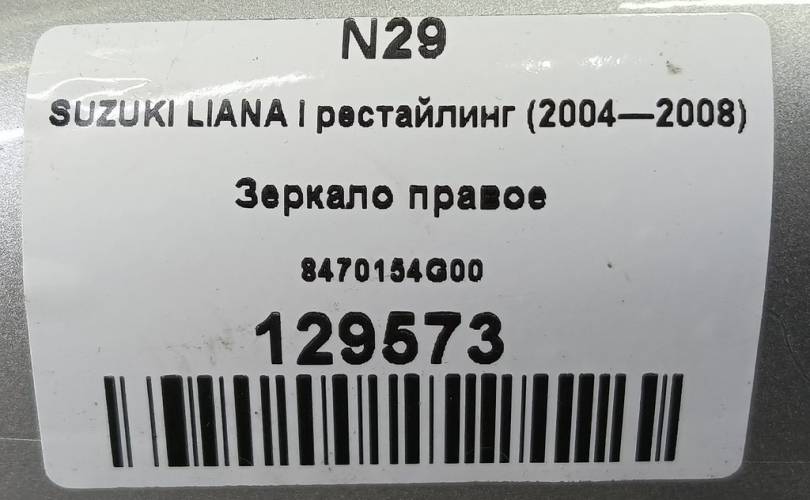 N29
SUZUKI LIANA I рестайлинг (2004—2008)
Зеркало правое
8470154G00
129573